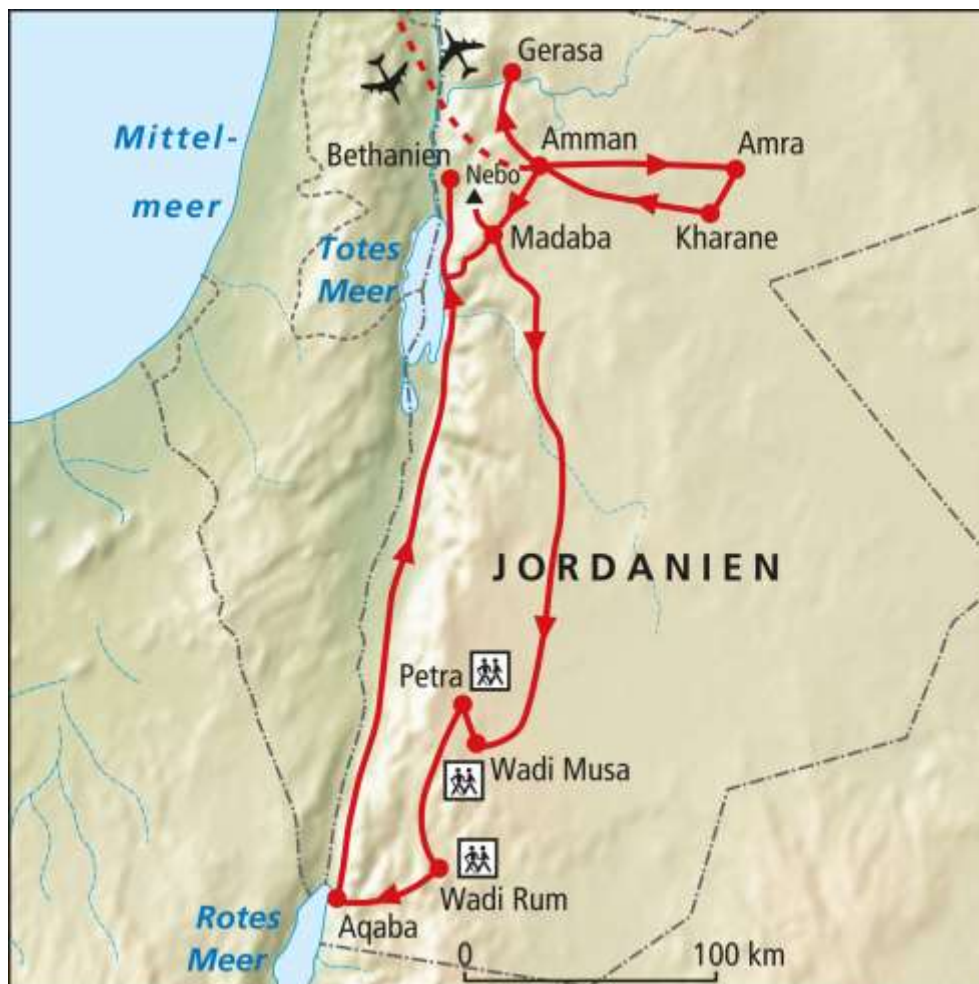 Gerasa
Mittel-
meer
Amman
Amra
Bethanien
Nebo
Madaba
Kharane
Totes
Meer
JORDANIEN
Petra
Wadi Musa
Wadi Rum
Aqaba
Rotes
Meer
0 100 km